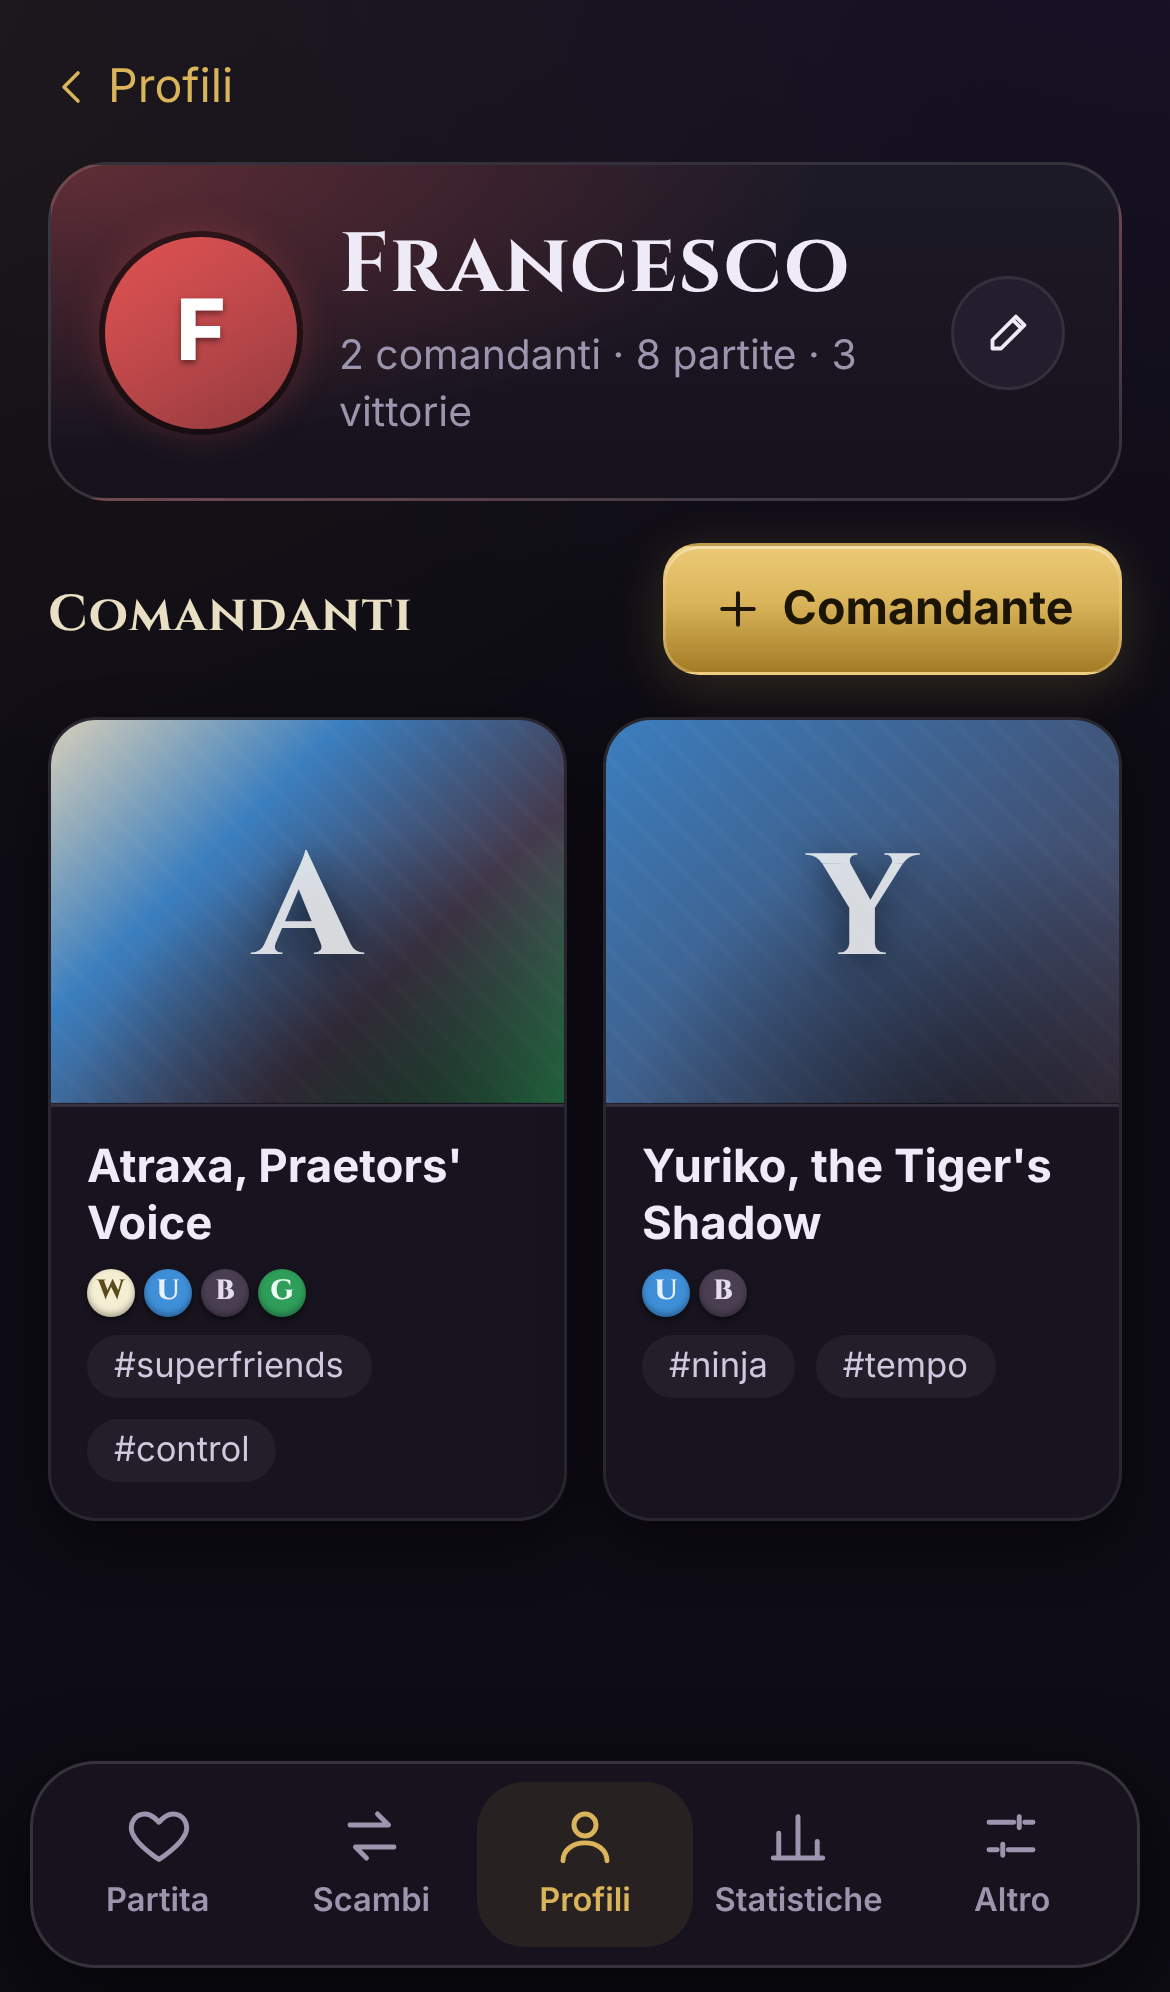 Profili
F
Francesco
2 comandanti · 8 partite · 3
vittorie
Comandanti
+ Comandante
A
Y
Atraxa, Praetors'
Voice
W U B G
#superfriends
#control
Yuriko, the Tiger's
Shadow
U B
#ninja #tempo
Partita Scambi Profili Statistiche Altro